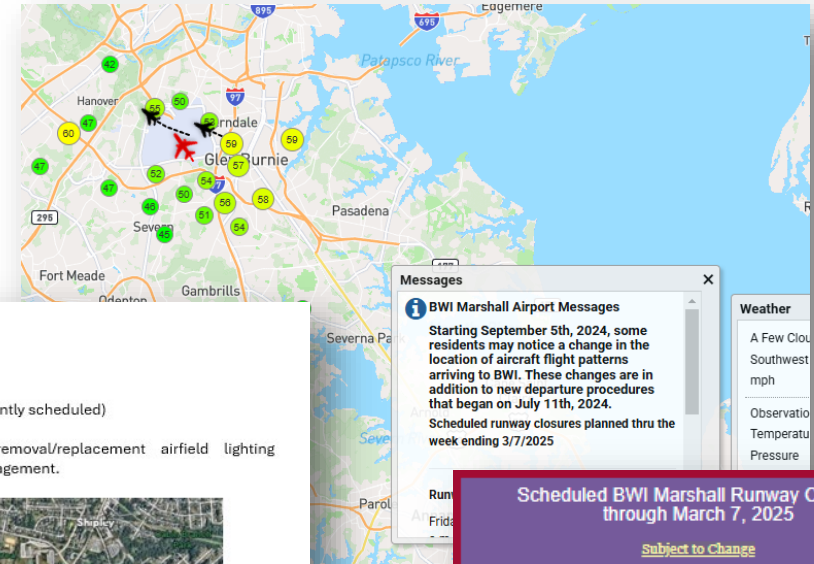 895
Edgemere
695
Patapsco River
42
Hanover
55
50
97
47
60
rndale
59
59
Glen Burnie
57
47
52
54
47
50
56
58
46
51
Severn
45
54
295
Pasadena
Fort Meade
Odenton
Gambrills
Severna Park
Messages
BWI Marshall Airport Messages
Starting September 5th, 2024, some
residents may notice a change in the
location of aircraft flight patterns
arriving to BWI. These changes are in
addition to new departure procedures
that began on July 11th, 2024.
Scheduled runway closures planned thru the
week ending 3/7/2025
Runw
Frida
Weather
A Few Clou
Southwest
mph
Observatio
Temperatu
Pressure
ntly scheduled)
emoval/replacement airfield lighting
agement.
Shipley
Parol
Scheduled BWI Marshall Runway C
through March 7, 2025
Subject to Change